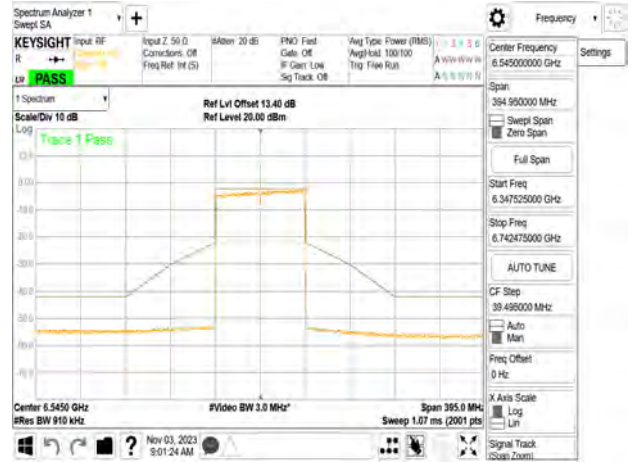 Spectrum Analyzer 1
Swept SA
Frequency
KEYSIGHT
Input: RF
Input Z: 50 Ω
Corrections: Off
Freq Ref: Int (S)
#Atten: 20 dB
PNO: Fast
Gate: Off
IF Gain: Low
Sig Track: Off
Avg Type: Power (RMS)
Avg|Hold: 100/100
Trig: Free Run
PASS
1 Spectrum
Scale/Div 10 dB
Log
Ref Lvl Offset 13.40 dB
Ref Level 20.00 dBm
Trace 1 Pass
Center 6.5450 GHz
#Res BW 910 kHz
#Video BW 3.0 MHz*
Span 395.0 MHz
Sweep 1.07 ms (2001 pts)
Center Frequency
6.545000000 GHz
Settings
Span
394.950000 MHz
Swept Span
Zero Span
Full Span
Start Freq
6.347525000 GHz
Stop Freq
6.742475000 GHz
AUTO TUNE
CF Step
39.495000 MHz
Auto
Man
Freq Offset
0 Hz
X Axis Scale
Log
Lin
Signal Track
(Span Zoom)
Nov 03, 2023
9:01:24 AM